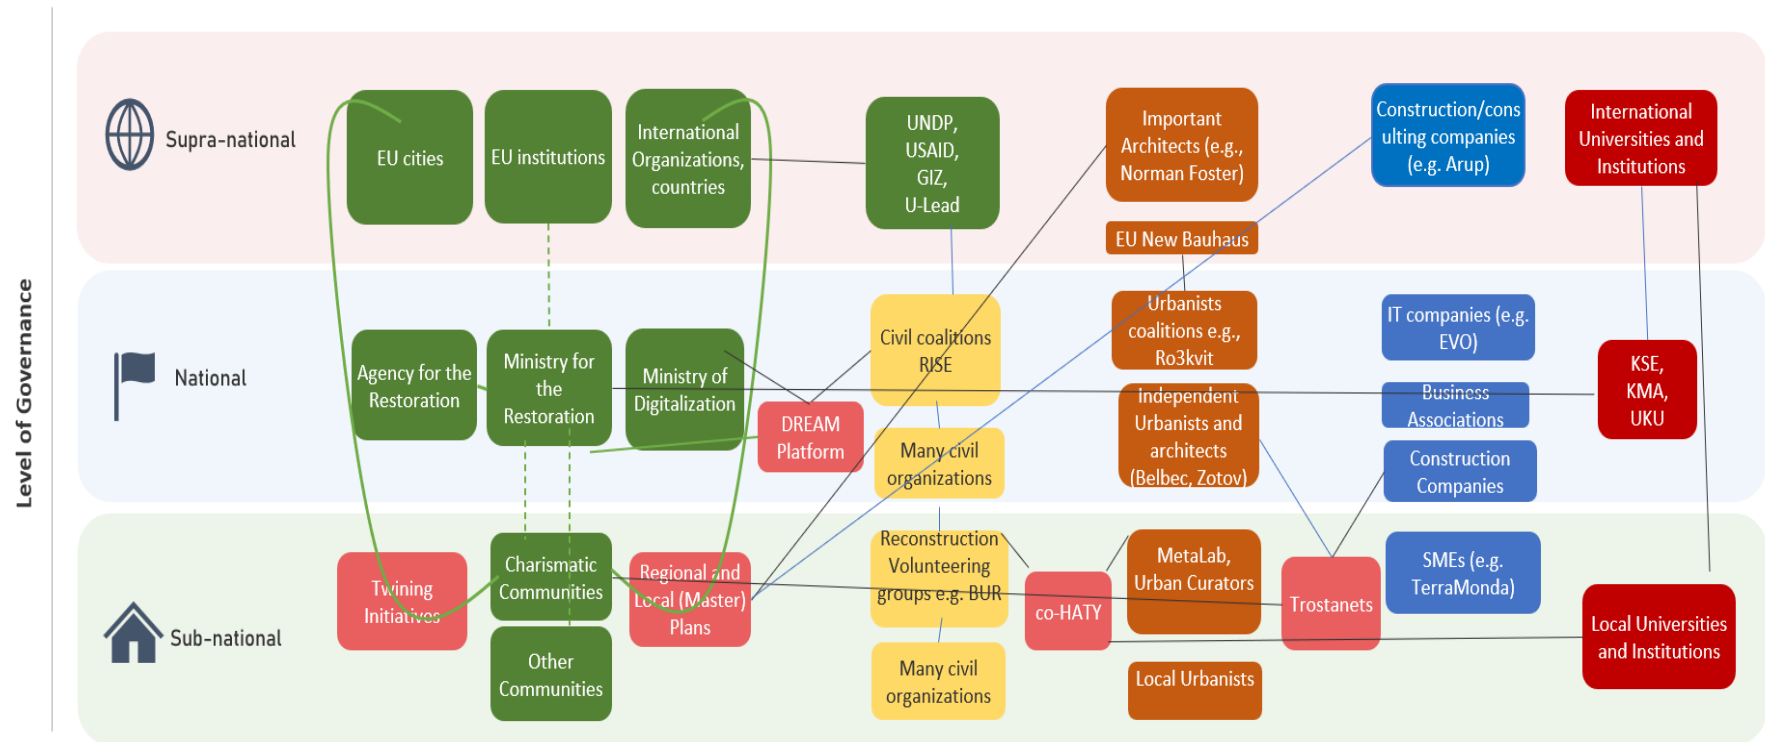 Level of Governance
Supra-national
EU cities
EU institutions
International
Organizations,
countries
UNDP,
USAID,
GIZ,
U-Lead
Important
Architects (e.g.,
Norman Foster)
EU New Bauhaus
Construction/cons
ulting companies
(e.g. Arup)
International
Universities and
Institutions
National
Agency for the
Restoration
Ministry for
the
Restoration
Ministry of
Digitalization
DREAM
Platform
Civil coalitions
RISE
Many civil
organizations
Urbanists
coalitions e.g.,
Ro3kvit
Independent
Urbanists and
architects
(Belbec, Zotov)
IT companies (e.g.
EVO)
Business
Associations
Construction
Companies
KSE,
KMA,
UKU
Sub-national
Twining
Initiatives
Charismatic
Communities
Other
Communities
Regional and
Local (Master)
Plans
Reconstruction
Volunteering
groups e.g. BUR
Many civil
organizations
co-HATY
MetaLab,
Urban Curators
Local Urbanists
Trostanets
SMEs (e.g.
TerraMonda)
Local Universities
and Institutions